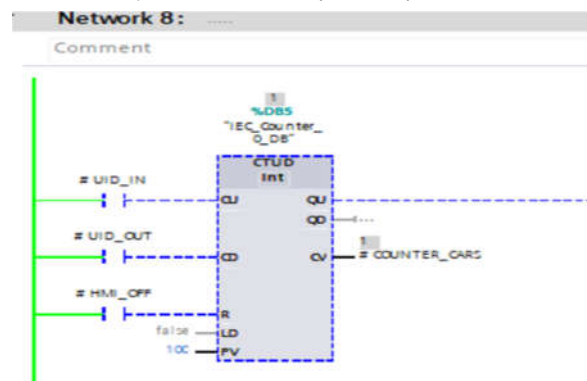 Network 8: .....
Comment
1
%DB5
"IEC_Counter_
0_DB"
CTUD
Int
# UID_IN
CU
QU
QD
# UID_OUT
CD
1
CV
# COUNTER_CARS
# HMI_OFF
R
false
LD
100
PV